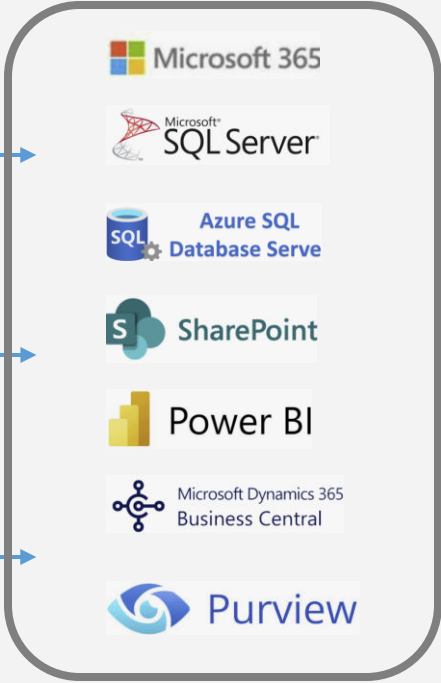 Microsoft 365
Microsoft®
SQL Server®
SQL
Azure SQL
Database Serve
S
SharePoint
Power BI
Microsoft Dynamics 365
Business Central
Purview